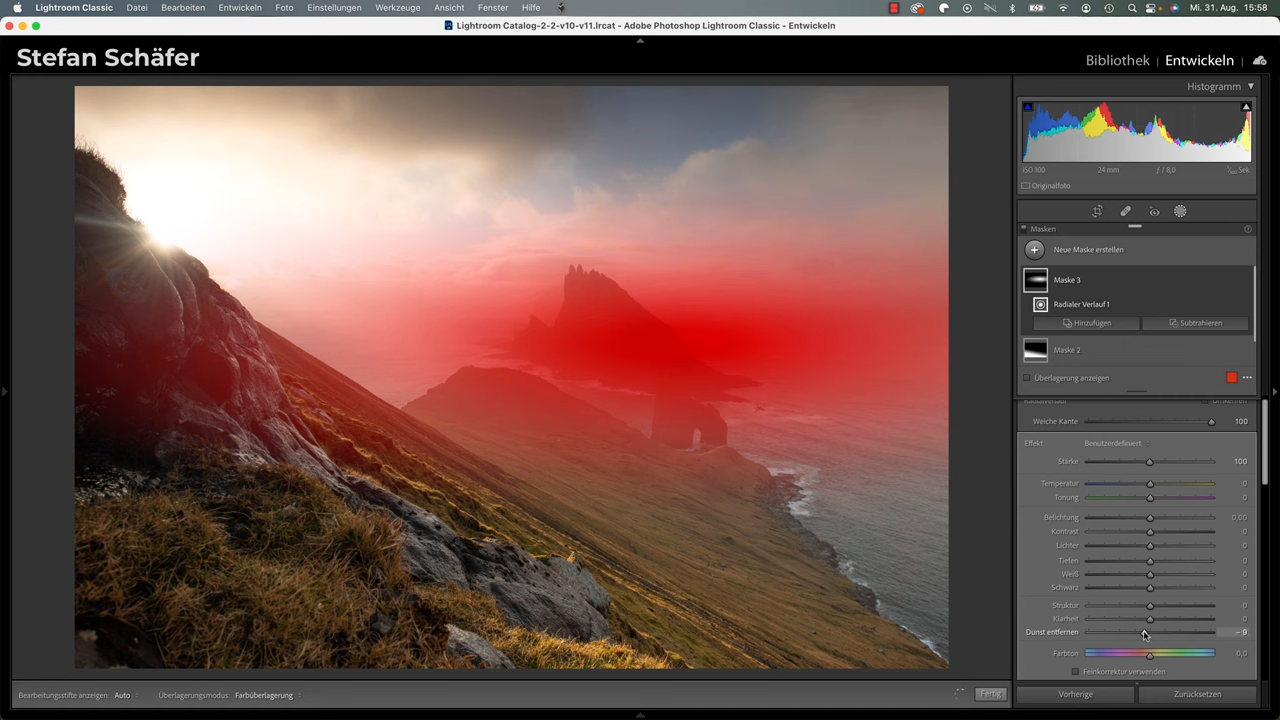 Lightroom Classic Datei Bearbeiten Entwickeln Foto Einstellungen Werkzeuge Ansicht Fenster Hilfe Mi. 31. Aug. 15:58
Lightroom Catalog-2-2-v10-v11.lrcat - Adobe Photoshop Lightroom Classic - Entwickeln
Stefan Schäfer
Bibliothek | Entwickeln |
Histogramm
ISO 100 24 mm ƒ / 8,0 Sek.
Originalfoto
Masken
Neue Maske erstellen
Maske 3
Radialer Verlauf 1
Hinzufügen Subtrahieren
Maske 2
Überlagerung anzeigen
Weiche Kante 100
Effekt: Benutzerdefiniert
Stärke 100
Temperatur 0
Tonung 0
Belichtung 0,00
Kontrast 0
Lichter 0
Tiefen 0
Weiß 0
Schwarz 0
Struktur 0
Klarheit 0
Dunst entfernen – 9
Farbton 0,0
Feinkorrektur verwenden
Bearbeitungsstifte anzeigen: Auto Überlagerungsmodus: Farbüberlagerung Fertig Vorherige Zurücksetzen